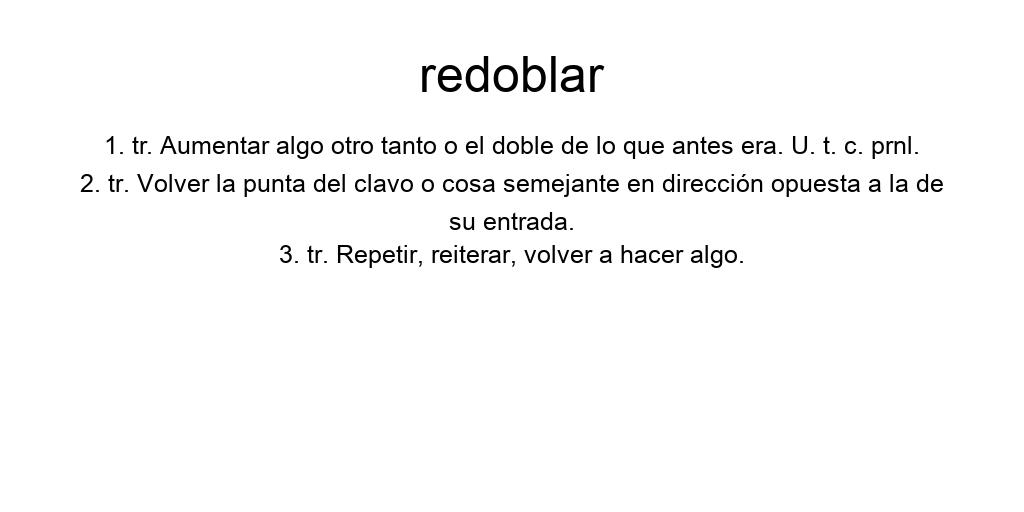 redoblar
1. tr. Aumentar algo otro tanto o el doble de lo que antes era. U. t. c. prnl.
2. tr. Volver la punta del clavo o cosa semejante en dirección opuesta a la de
su entrada.
3. tr. Repetir, reiterar, volver a hacer algo.